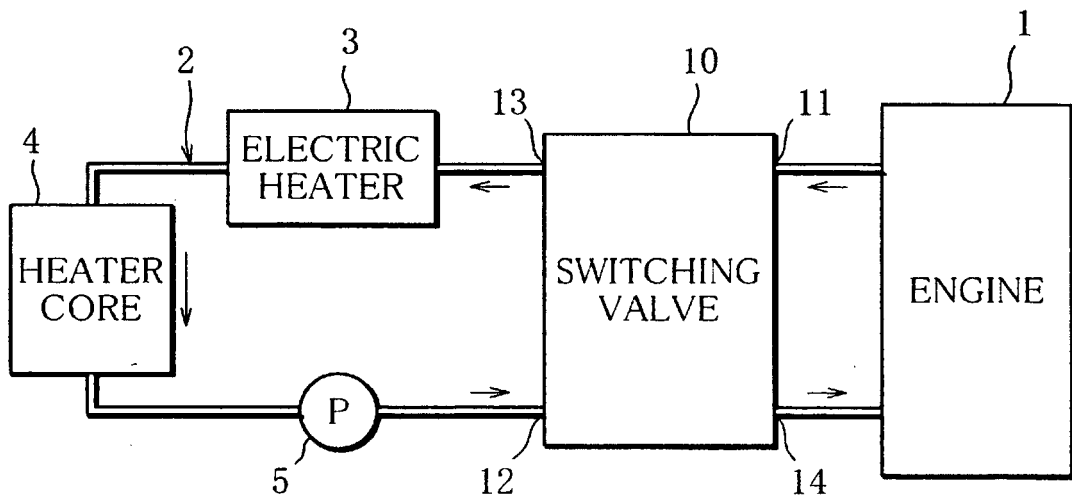 1
2
3
10
13
11
4
ELECTRIC
HEATER
HEATER
CORE
SWITCHING
VALVE
ENGINE
P
5
12
14